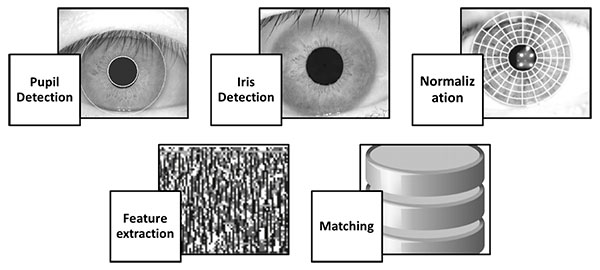 Pupil
Detection
Iris
Detection
Normaliz
ation
Feature
extraction
Matching